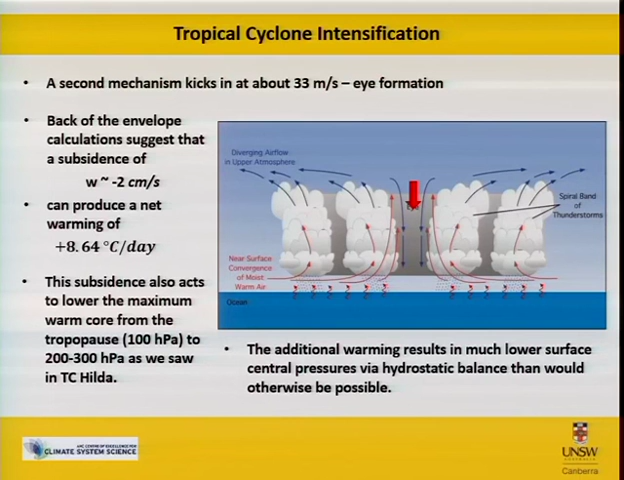 Tropical Cyclone Intensification
• A second mechanism kicks in at about 33 m/s – eye formation
• Back of the envelope
calculations suggest that
a subsidence of
w ~ -2 cm/s
• can produce a net
warming of
+8.64 °C/day
• This subsidence also acts
to lower the maximum
warm core from the
tropopause (100 hPa) to
200-300 hPa as we saw
in TC Hilda.
Diverging Airflow
in Upper Atmosphere
Spiral Band
of
Thunderstorms
Near Surface
Convergence
of Moist
Warm Air
Ocean
• The additional warming results in much lower surface
central pressures via hydrostatic balance than would
otherwise be possible.
ARC CENTRE OF EXCELLENCE FOR
CLIMATE SYSTEM SCIENCE
UNSW
Canberra